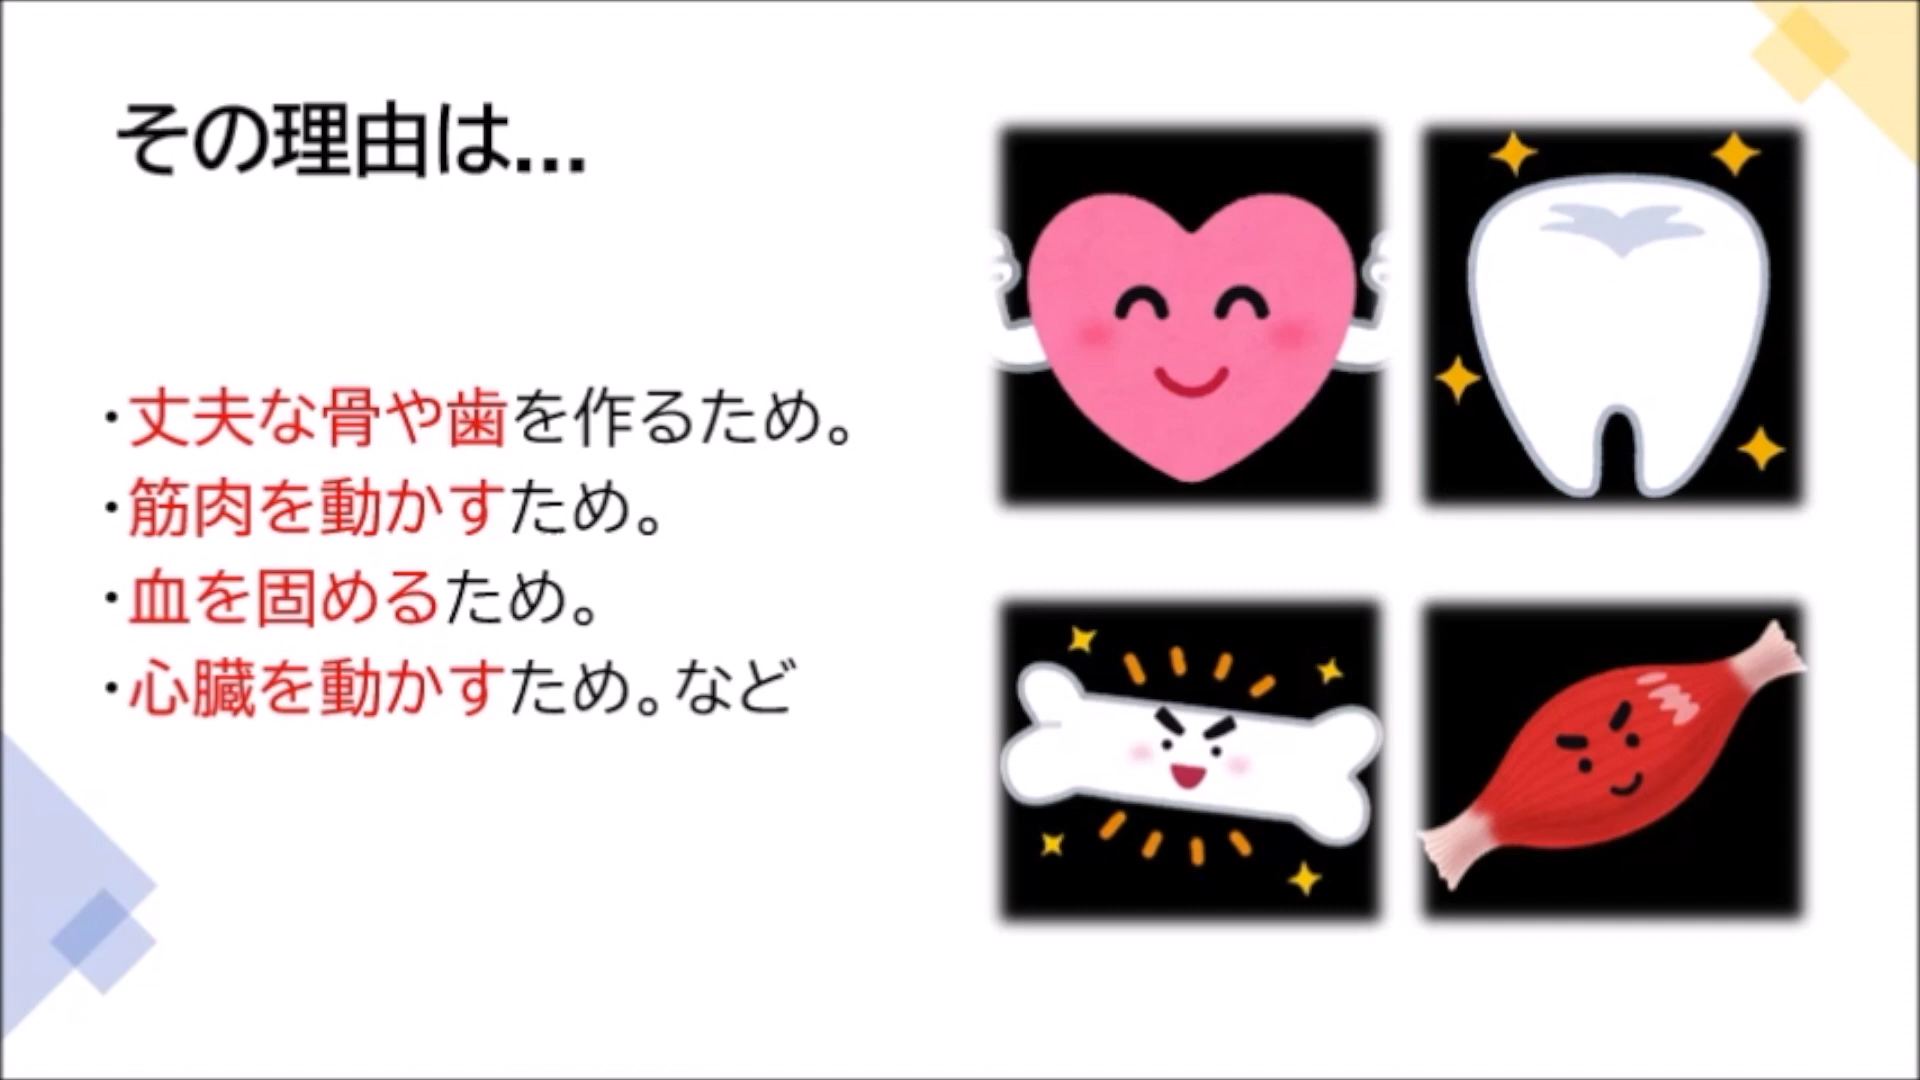 その理由は...
・丈夫な骨や歯を作るため。
・筋肉を動かすため。
・血を固めるため。
・心臓を動かすため。など